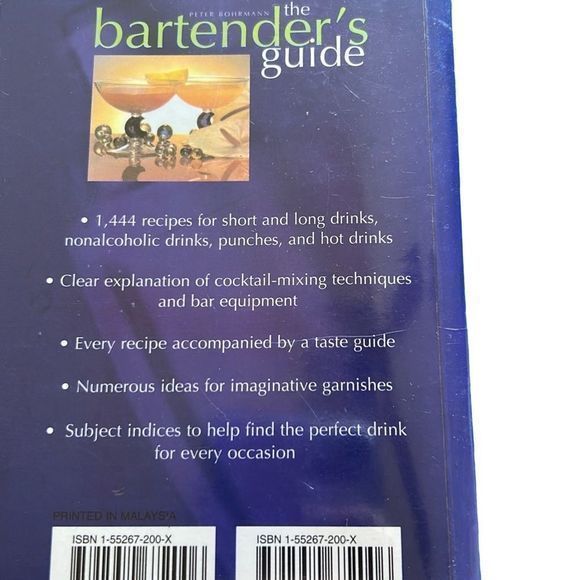 PETER BOHRMANN the
bartender's
guide
• 1,444 recipes for short and long drinks,
nonalcoholic drinks, punches, and hot drinks
• Clear explanation of cocktail-mixing techniques
and bar equipment
• Every recipe accompanied by a taste guide
• Numerous ideas for imaginative garnishes
• Subject indices to help find the perfect drink
for every occasion
PRINTED IN MALAYS*A
ISBN 1-55267-200-X ISBN 1-55267-200-X